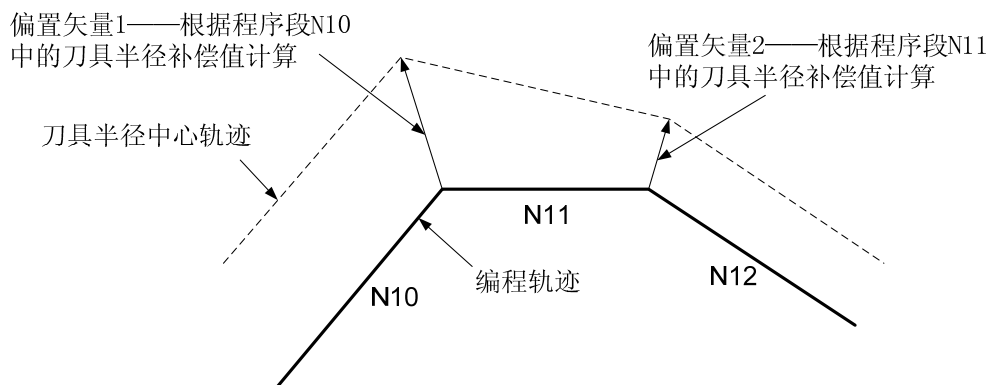 偏置矢量1——根据程序段N10
中的刀具半径补偿值计算
偏置矢量2——根据程序段N11
中的刀具半径补偿值计算
刀具半径中心轨迹
N11
N12
编程轨迹
N10